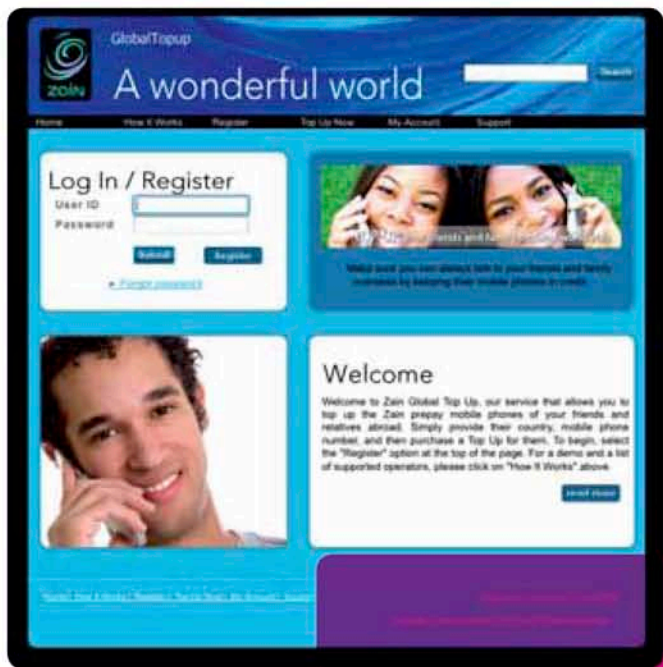 GlobalTopup
ZAIN
A wonderful world
Search
Home How It Works Register Top Up Now My Account Support
Log In / Register
User ID
Password
Submit Register
Forgot password
friends and family
Make sure you can always talk to your friends and family
overseas by keeping their mobile phones in credit.
Welcome
Welcome to Zain Global Top Up, our service that allows you to
top up the Zain prepay mobile phones of your friends and
relatives abroad. Simply provide their country, mobile phone
number, and then purchase a Top Up for them. To begin, select
the "Register" option at the top of the page. For a demo and a list
of supported operators, please click on "How It Works" above.
read more